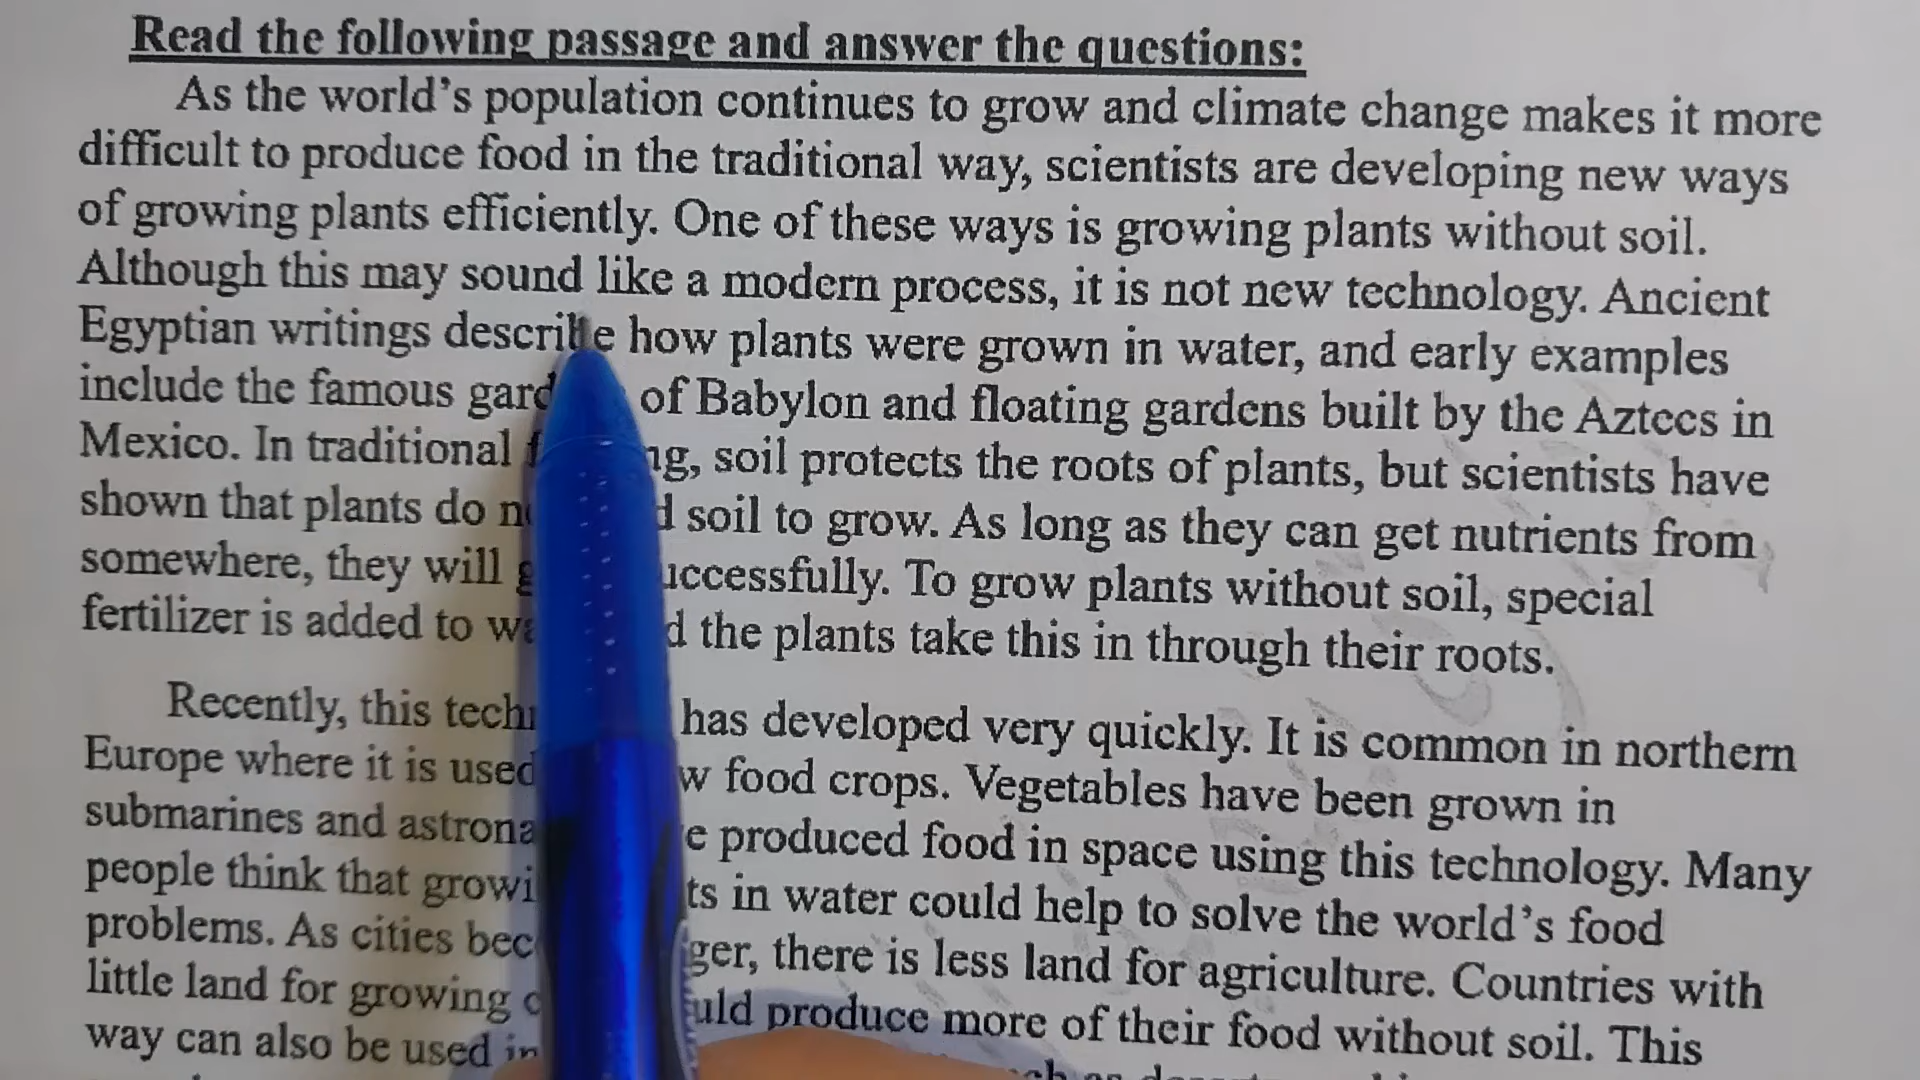 Read the following passage and answer the questions:
As the world's population continues to grow and climate change makes it more
difficult to produce food in the traditional way, scientists are developing new ways
of growing plants efficiently. One of these ways is growing plants without soil.
Although this may sound like a modern process, it is not new technology. Ancient
Egyptian writings describe how plants were grown in water, and early examples
include the famous of Babylon and floating gardens built by the Aztecs in
Mexico. In traditional soil protects the roots of plants, but scientists have
shown that plants do soil to grow. As long as they can get nutrients from
somewhere, they will successfully. To grow plants without soil, special
fertilizer is added to the plants take this in through their roots.
Recently, this has developed very quickly. It is common in northern
Europe where it is used food crops. Vegetables have been grown in
submarines and produced food in space using this technology. Many
people think that in water could help to solve the world's food
problems. As cities there is less land for agriculture. Countries with
little land for growing produce more of their food without soil. This
way can also be used in